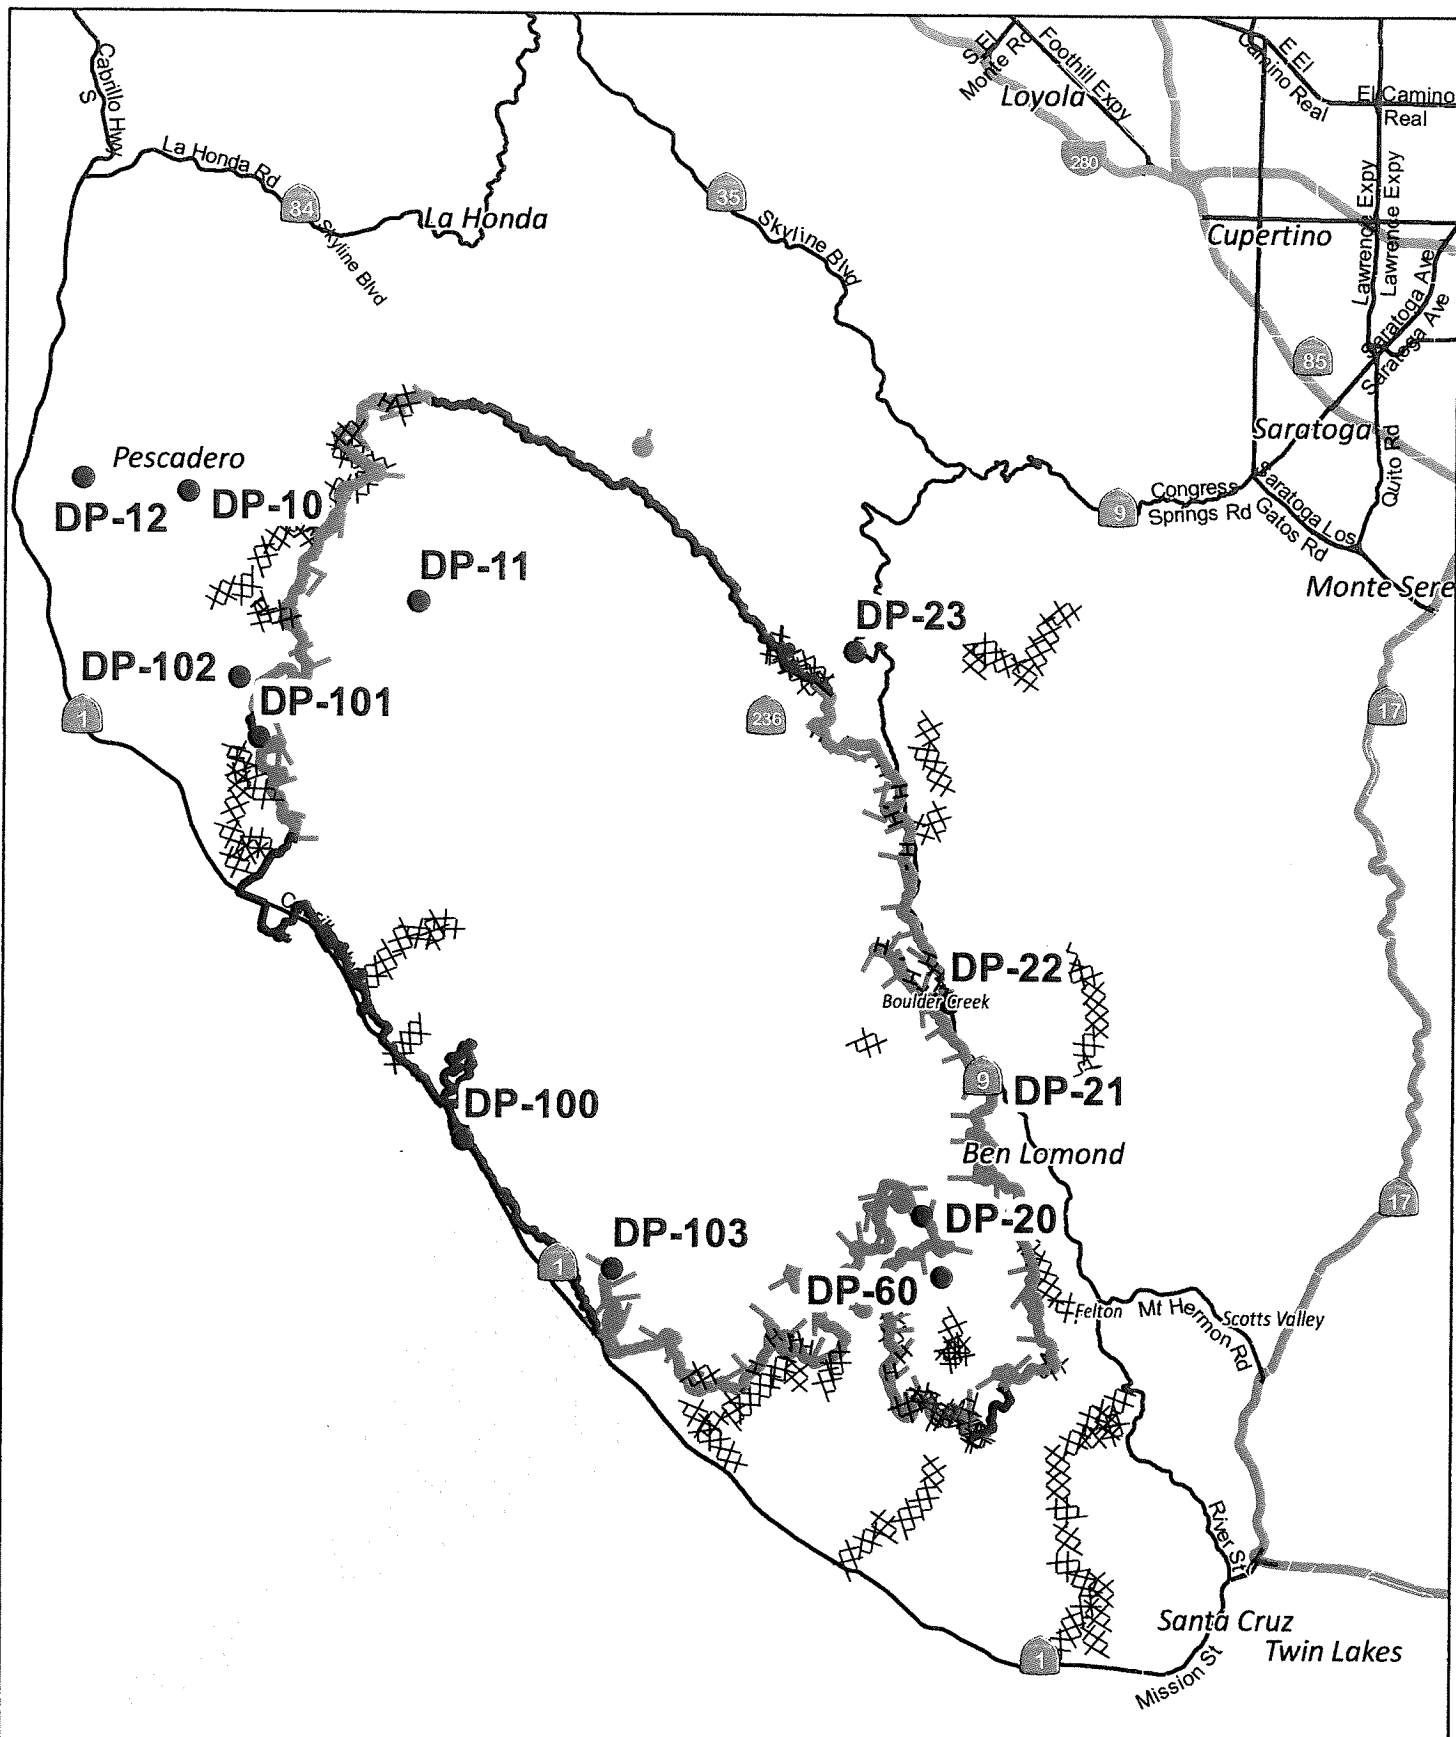 Cabrillo Hwy
S
La Honda Rd
84
Skyline Blvd
La Honda
35
Skyline Blvd
S El
Monte Rd
Foothill Expy
Loyola
280
E El
Camino Real
El Camino
Real
Lawrence Expy
Lawrence Expy
Cupertino
Saratoga Ave
Saratoga Ave
85
Saratoga
Quito Rd
Congress
Springs Rd
9
Saratoga Los
Gatos Rd
Monte Sere
Pescadero
DP-12
DP-10
DP-11
DP-23
DP-102
DP-101
1
236
17
DP-22
Boulder Creek
9
DP-21
DP-100
Ben Lomond
17
DP-103
DP-20
1
DP-60
Felton
Mt Hermon Rd
Scotts Valley
River St
Santa Cruz
Twin Lakes
1
Mission St